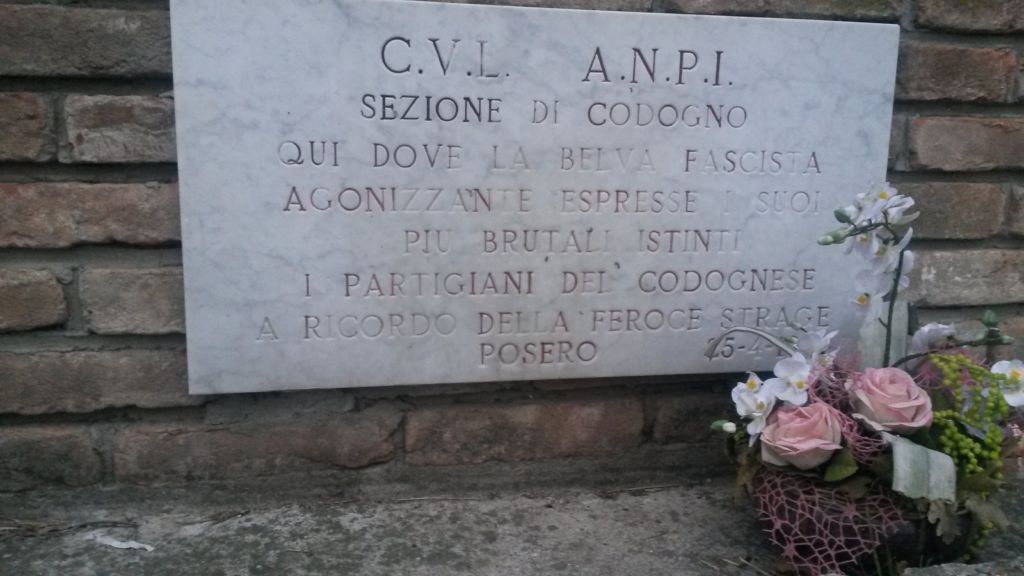 C.V.L. A.N.P.I.
SEZIONE DI CODOGNO
QUI DOVE LA BELVA FASCISTA
AGONIZZANTE ESPRESSE I SUOI
PIU BRUTALI ISTINTI
I PARTIGIANI DEL CODOGNESE
A RICORDO DELLA FEROCE STRAGE
POSERO